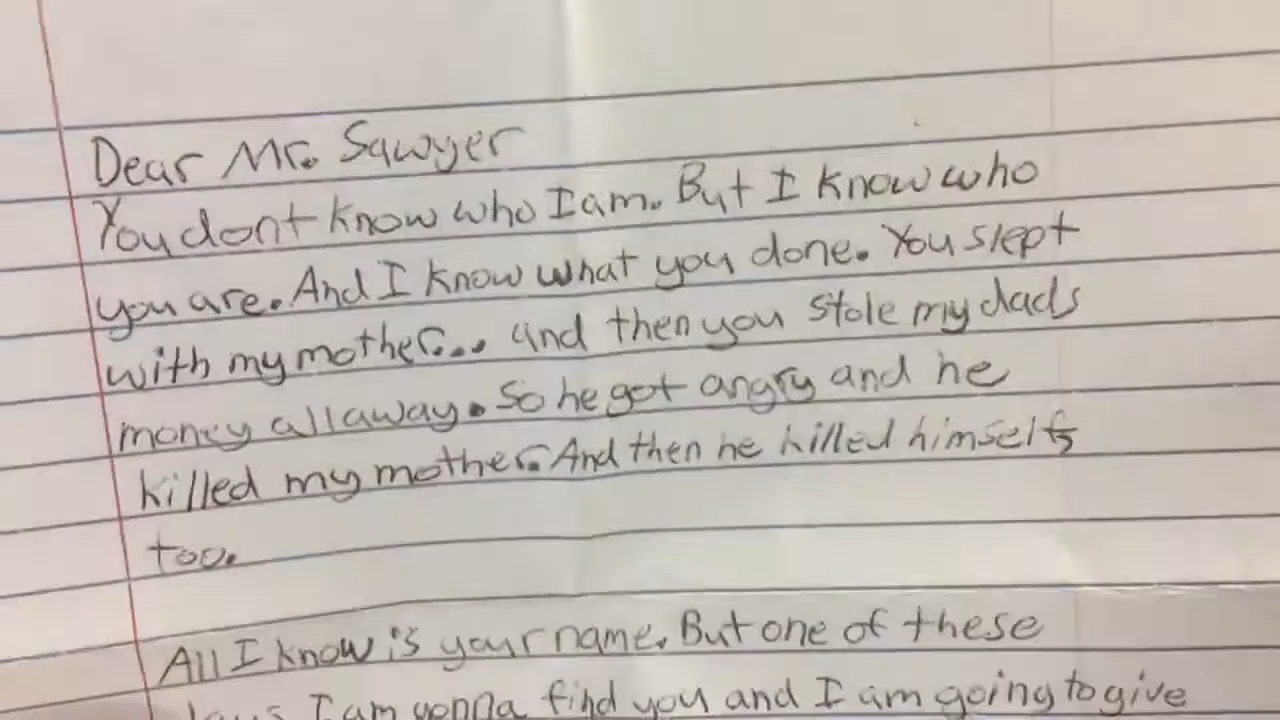 Dear Mr. Sawyer
You dont know who I am. But I know who
you are. And I know what you done. You slept
with my mother... and then you stole my dads
money all away. So he got angry and he
killed my mother. And then he killed himself
too.
All I know is your name. But one of these
I am gonna find you and I am going to give